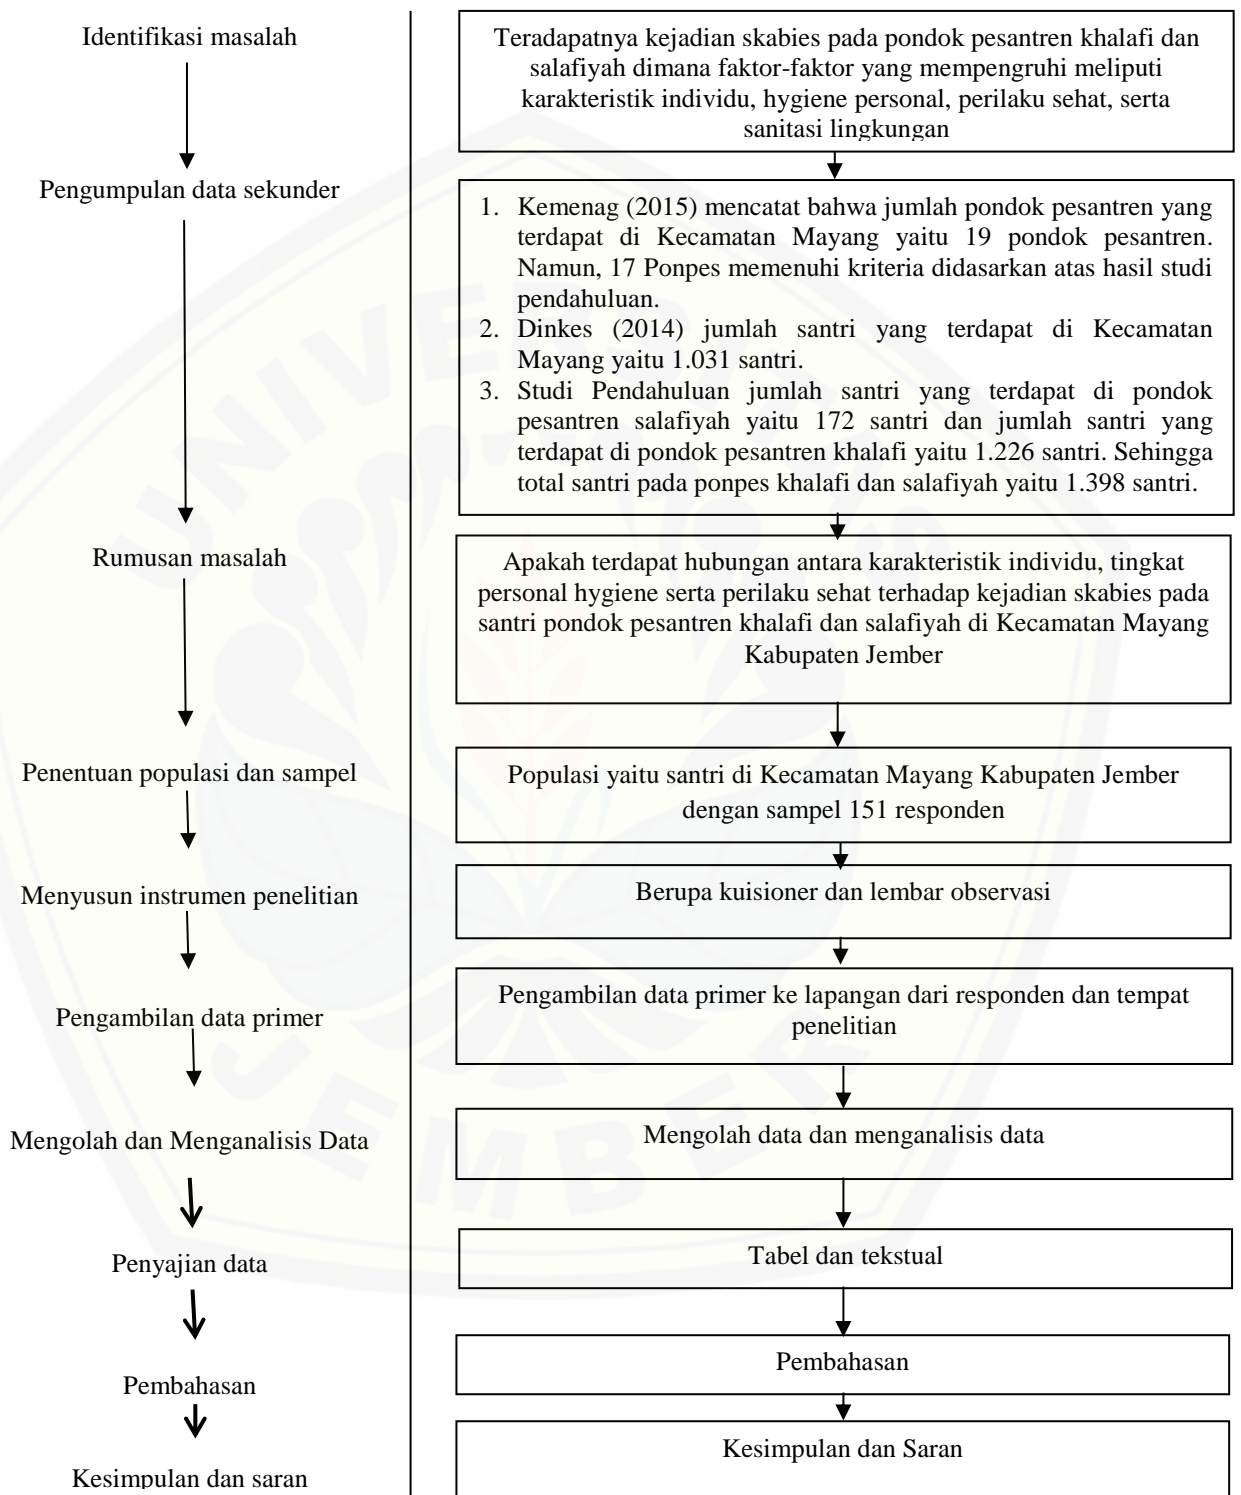 Identifikasi masalah
Teradapatnya kejadian skabies pada pondok pesantren khalafi dan
salafiyah dimana faktor-faktor yang mempengruhi meliputi
karakteristik individu, hygiene personal, perilaku sehat, serta
sanitasi lingkungan
Pengumpulan data sekunder
1. Kemenag (2015) mencatat bahwa jumlah pondok pesantren yang
terdapat di Kecamatan Mayang yaitu 19 pondok pesantren.
Namun, 17 Ponpes memenuhi kriteria didasarkan atas hasil studi
pendahuluan.
2. Dinkes (2014) jumlah santri yang terdapat di Kecamatan
Mayang yaitu 1.031 santri.
3. Studi Pendahuluan jumlah santri yang terdapat di pondok
pesantren salafiyah yaitu 172 santri dan jumlah santri yang
terdapat di pondok pesantren khalafi yaitu 1.226 santri. Sehingga
total santri pada ponpes khalafi dan salafiyah yaitu 1.398 santri.
Rumusan masalah
Apakah terdapat hubungan antara karakteristik individu, tingkat
personal hygiene serta perilaku sehat terhadap kejadian skabies pada
santri pondok pesantren khalafi dan salafiyah di Kecamatan Mayang
Kabupaten Jember
Penentuan populasi dan sampel
Populasi yaitu santri di Kecamatan Mayang Kabupaten Jember
dengan sampel 151 responden
Menyusun instrumen penelitian
Berupa kuisioner dan lembar observasi
Pengambilan data primer
Pengambilan data primer ke lapangan dari responden dan tempat
penelitian
Mengolah dan Menganalisis Data
Mengolah data dan menganalisis data
Penyajian data
Tabel dan tekstual
Pembahasan
Pembahasan
Kesimpulan dan saran
Kesimpulan dan Saran
UNIVERSITAS
JEMBER